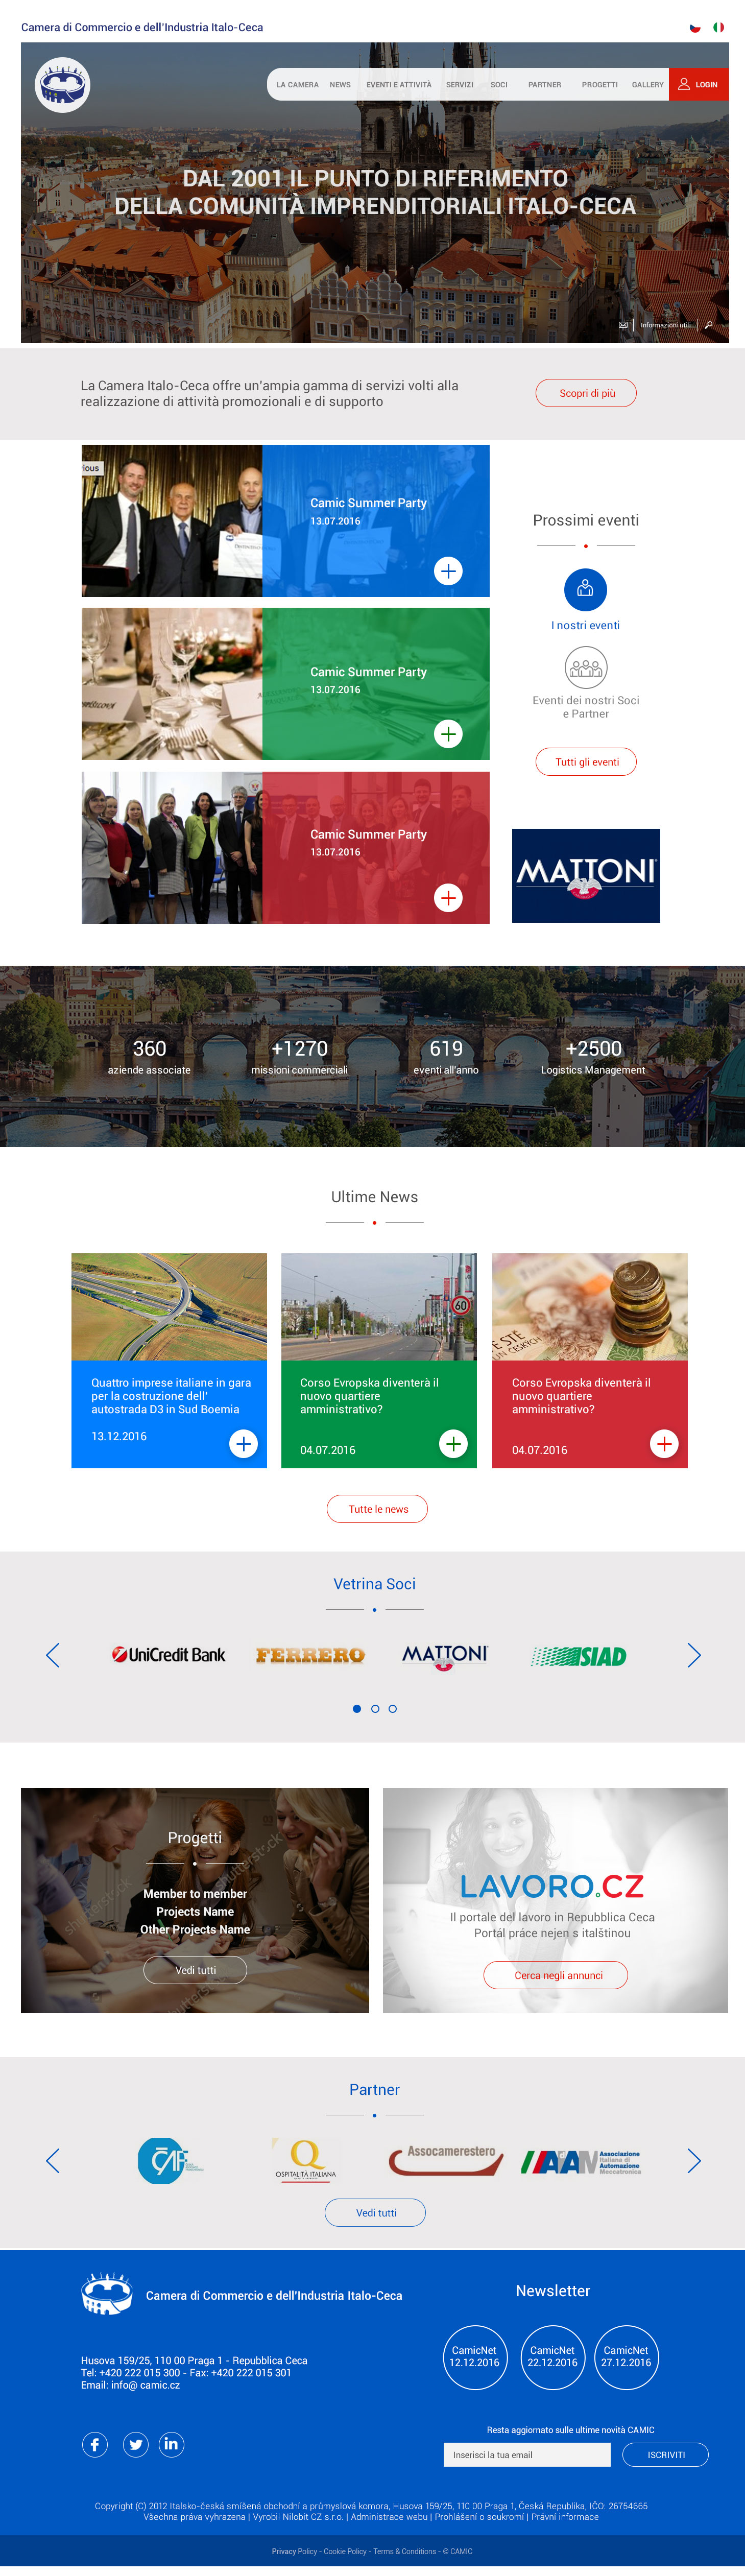 Camera di Commercio e dell'Industria Italo-Ceca
LA CAMERA NEWS EVENTI E ATTIVITÀ SERVIZI SOCI PARTNER PROGETTI GALLERY LOGIN
DAL 2001 IL PUNTO DI RIFERIMENTO
DELLA COMUNITÀ IMPRENDITORIALI ITALO-CECA
Informazioni utili
La Camera Italo-Ceca offre un'ampia gamma di servizi volti alla
realizzazione di attività promozionali e di supporto
Scopri di più
ious
Camic Summer Party
13.07.2016
Camic Summer Party
13.07.2016
Camic Summer Party
13.07.2016
Prossimi eventi
I nostri eventi
Eventi dei nostri Soci
e Partner
Tutti gli eventi
MATTONI
360 +1270 619 +2500
aziende associate missioni commerciali eventi all'anno Logistics Management
Ultime News
60
Quattro imprese italiane in gara
per la costruzione dell'
autostrada D3 in Sud Boemia
13.12.2016
Corso Evropska diventerà il
nuovo quartiere
amministrativo?
04.07.2016
Corso Evropska diventerà il
nuovo quartiere
amministrativo?
04.07.2016
Tutte le news
Vetrina Soci
UniCredit Bank FERRERO MATTONI SIAD
Progetti
Member to member
Projects Name
Other Projects Name
Vedi tutti
shutterstock
LAVORO.CZ
Il portale del lavoro in Repubblica Ceca
Portál práce nejen s italštinou
Cerca negli annunci
Partner
ČAF
Q
OSPITALITÀ ITALIANA
Assocamerestero
AIAM Associazione
Italiana di
Automazione
Meccatronica
Vedi tutti
Camera di Commercio e dell'Industria Italo-Ceca
Husova 159/25, 110 00 Praga 1 - Repubblica Ceca
Tel: +420 222 015 300 - Fax: +420 222 015 301
Email: info@ camic.cz
Newsletter
CamicNet
12.12.2016
CamicNet
22.12.2016
CamicNet
27.12.2016
Resta aggiornato sulle ultime novità CAMIC
Inserisci la tua email
ISCRIVITI
Copyright (C) 2012 Italsko-česká smíšená obchodní a průmyslová komora, Husova 159/25, 110 00 Praga 1, Česká Republika, IČO: 26754665
Všechna práva vyhrazena | Vyrobil Nilobit CZ s.r.o. | Administrace webu | Prohlášení o soukromí | Právní informace
Privacy Policy - Cookie Policy - Terms & Conditions - © CAMIC